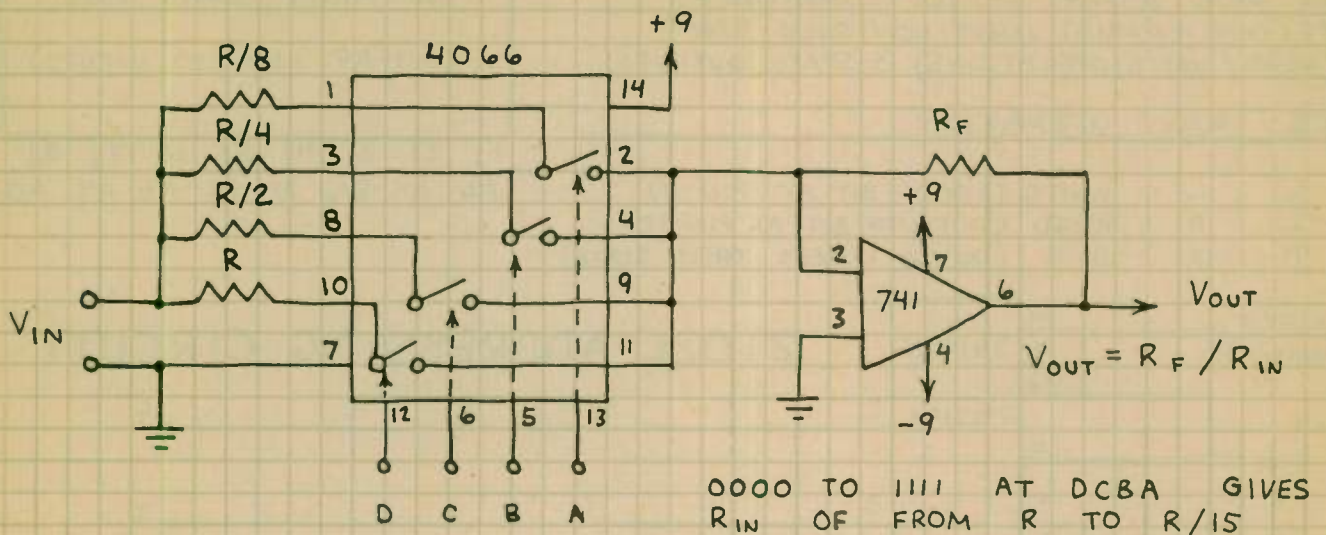 +9
4066
R/8
1
14
R/4
3
2
R/2
8
4
R
10
9
7
11
VIN
12
6
5
13
D C B A
RF
+9
2
7
741
6
3
4
-9
VOUT
VOUT = RF / RIN
0000 TO 1111 AT DCBA GIVES
RIN OF FROM R TO R/15